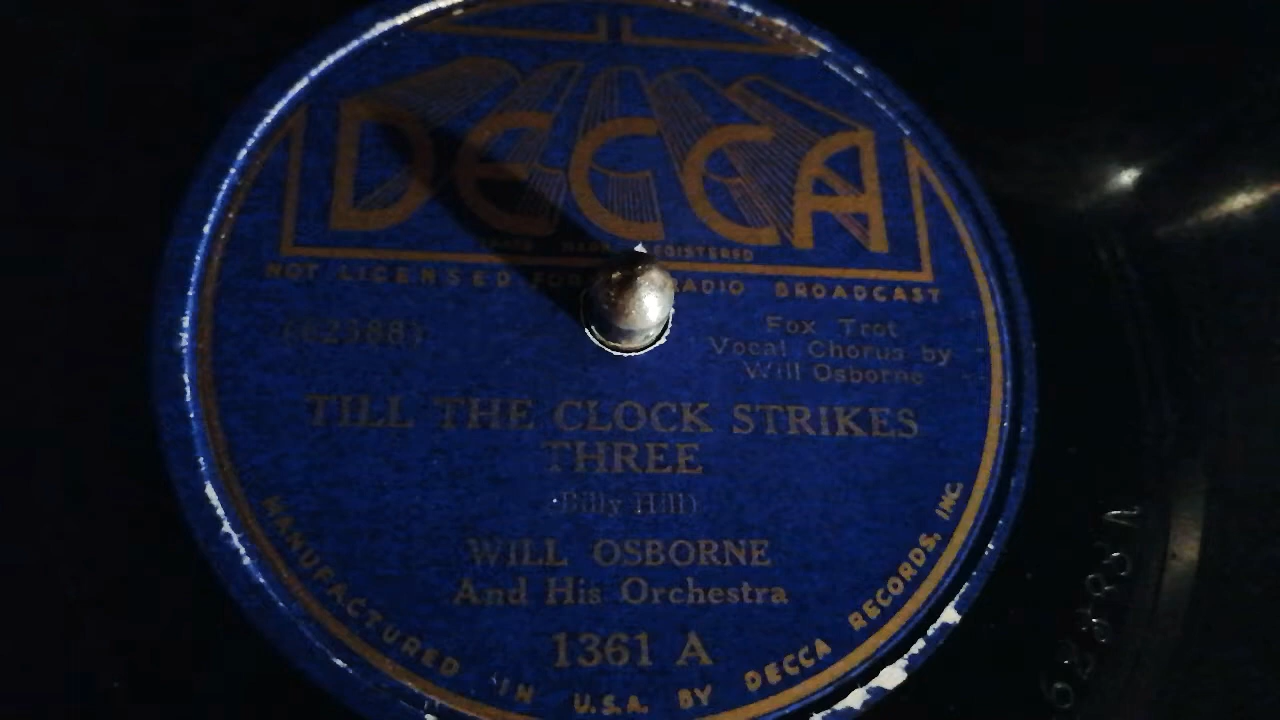 DECCA
TRADE MARK REGISTERED
NOT LICENSED FOR RADIO BROADCAST
(62388)
Fox Trot
Vocal Chorus by
Will Osborne
TILL THE CLOCK STRIKES
THREE
(Billy Hill)
WILL OSBORNE
And His Orchestra
1361 A
MANUFACTURED IN U.S.A. BY DECCA RECORDS, INC.